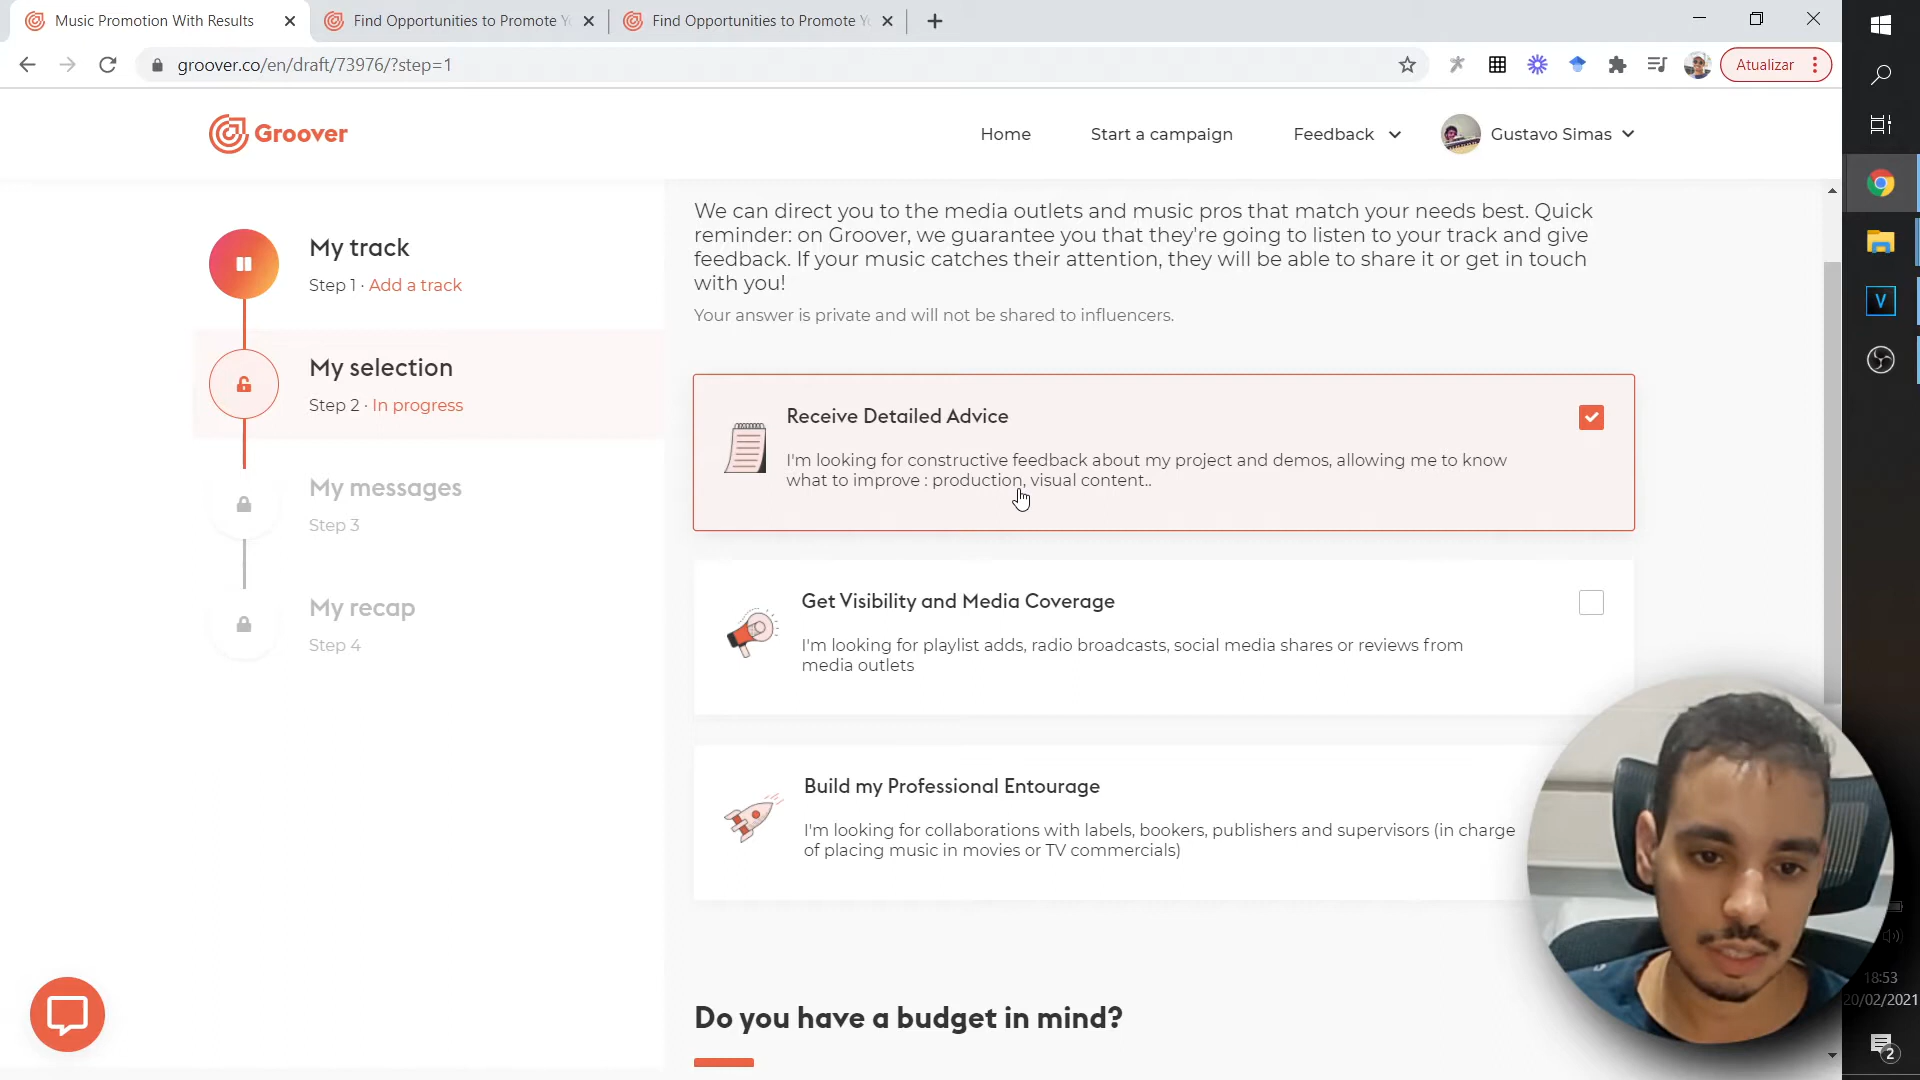 Music Promotion With Results
Find Opportunities to Promote Y
Find Opportunities to Promote Y
groover.co/en/draft/73976/?step=1
Atualizar
Groover
Home
Start a campaign
Feedback
Gustavo Simas
My track
Step 1 · Add a track
My selection
Step 2 · In progress
My messages
Step 3
My recap
Step 4
We can direct you to the media outlets and music pros that match your needs best. Quick
reminder: on Groover, we guarantee you that they're going to listen to your track and give
feedback. If your music catches their attention, they will be able to share it or get in touch
with you!
Your answer is private and will not be shared to influencers.
Receive Detailed Advice
I'm looking for constructive feedback about my project and demos, allowing me to know
what to improve : production, visual content..
Get Visibility and Media Coverage
I'm looking for playlist adds, radio broadcasts, social media shares or reviews from
media outlets
Build my Professional Entourage
I'm looking for collaborations with labels, bookers, publishers and supervisors (in charge
of placing music in movies or TV commercials)
Do you have a budget in mind?
V
18:53
20/02/2021
2